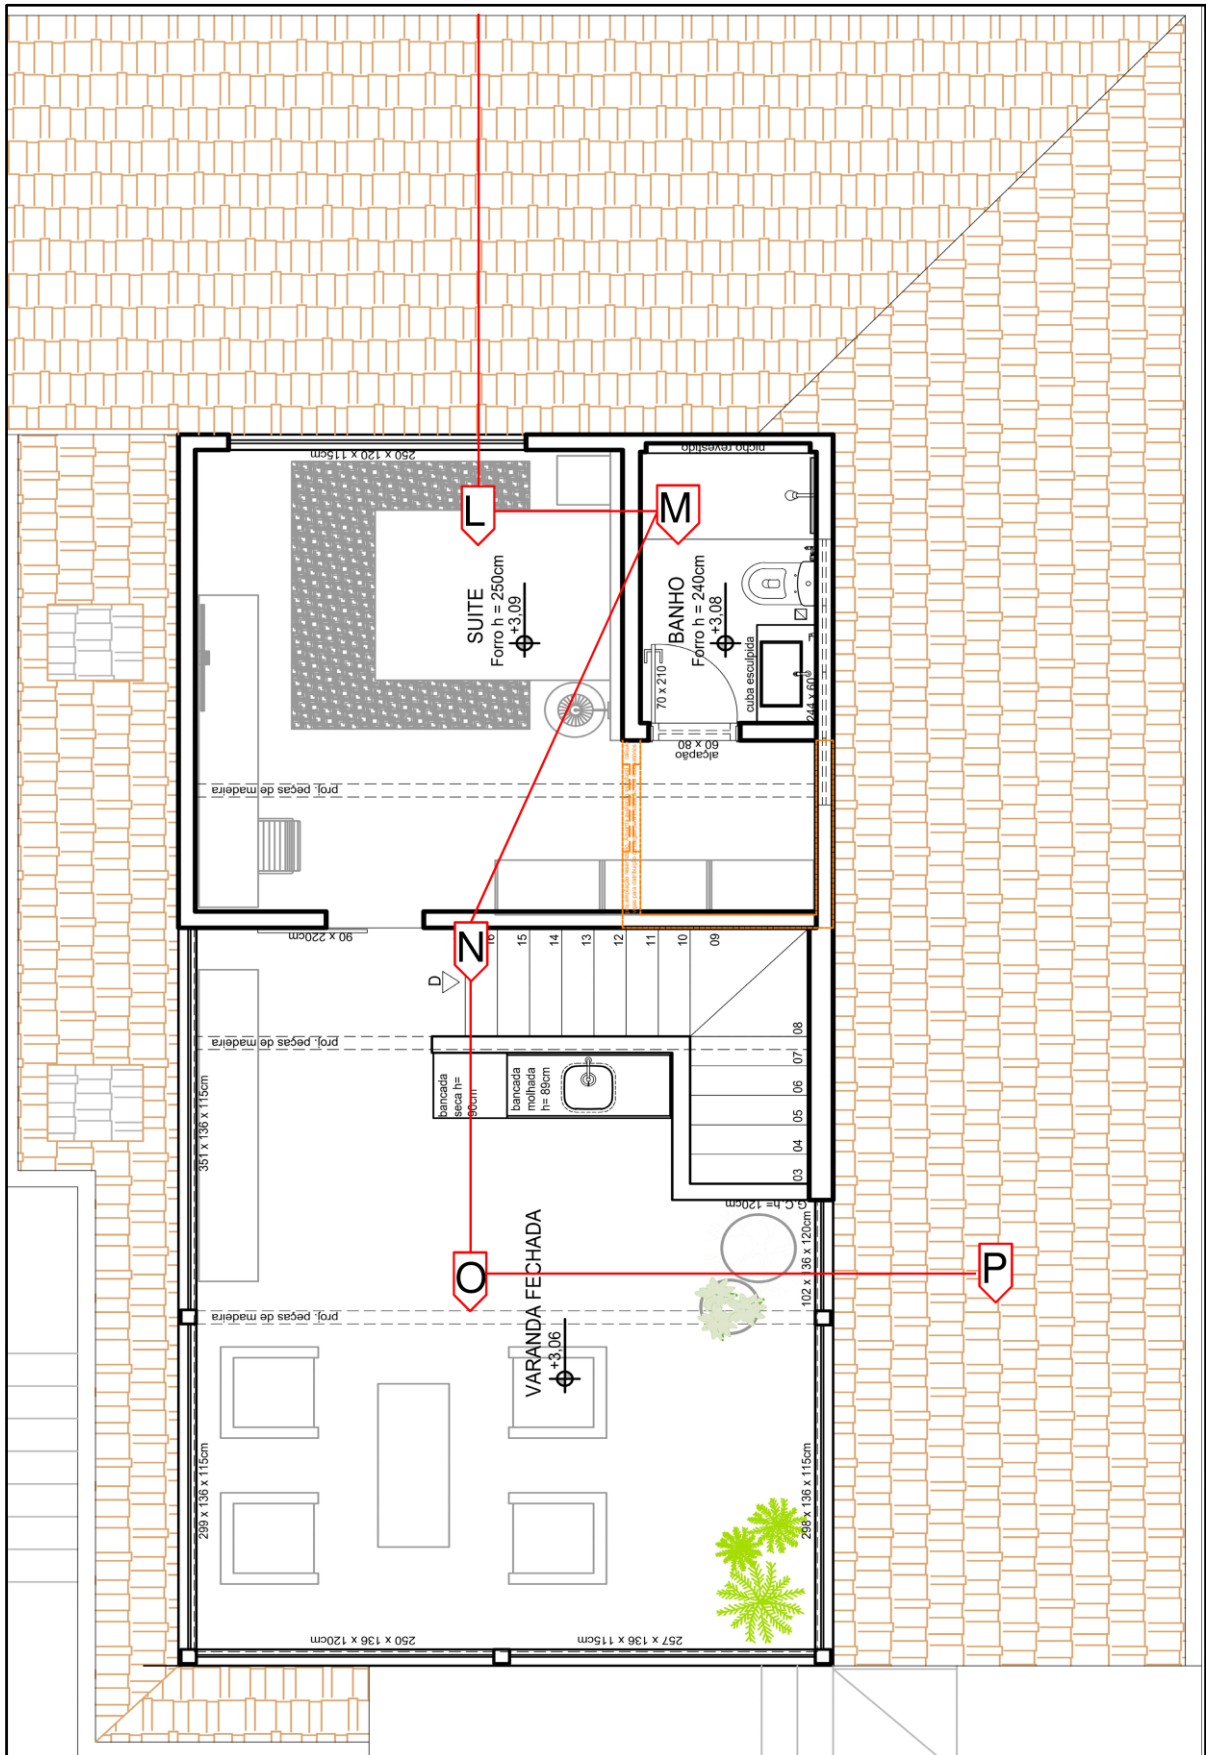 250 x 120 x 115cm
nicho revestido
L
M
SUITE
Forro h = 250cm
+3,09
BANHO
Forro h = 240cm
+3,08
70 x 210
cuba esculpida
244 x 60
alçapão
60 x 80
proj. peças de madeira
90 x 220cm
N
D
16
15
14
13
12
11
10
09
08
07
06
05
04
03
proj. peças de madeira
bancada
seca h=
90cm
bancada
molhada
h= 89cm
351 x 136 x 115cm
G.C.h= 120cm
102 x 136 x 120cm
O
P
proj. peças de madeira
VARANDA FECHADA
+3,06
299 x 136 x 115cm
298 x 136 x 115cm
250 x 136 x 120cm
257 x 136 x 115cm